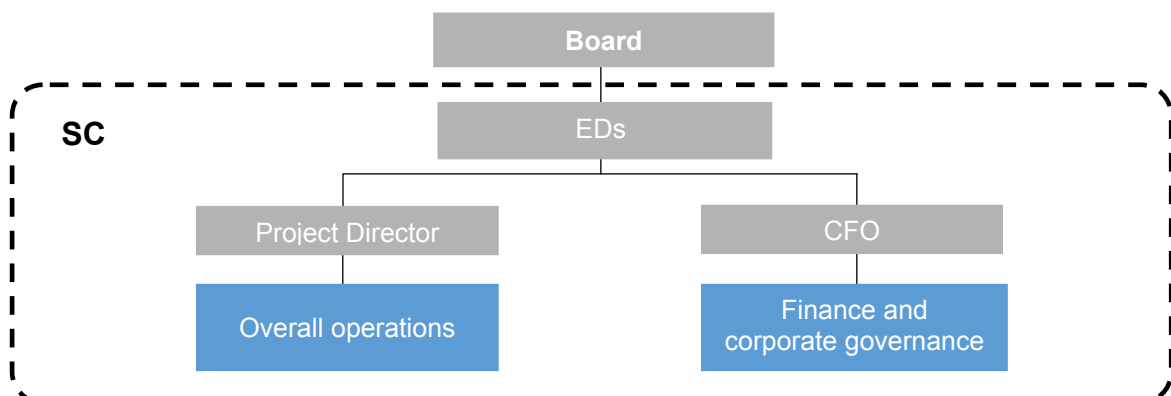 Board
SC
EDs
Project Director
CFO
Overall operations
Finance and
corporate governance